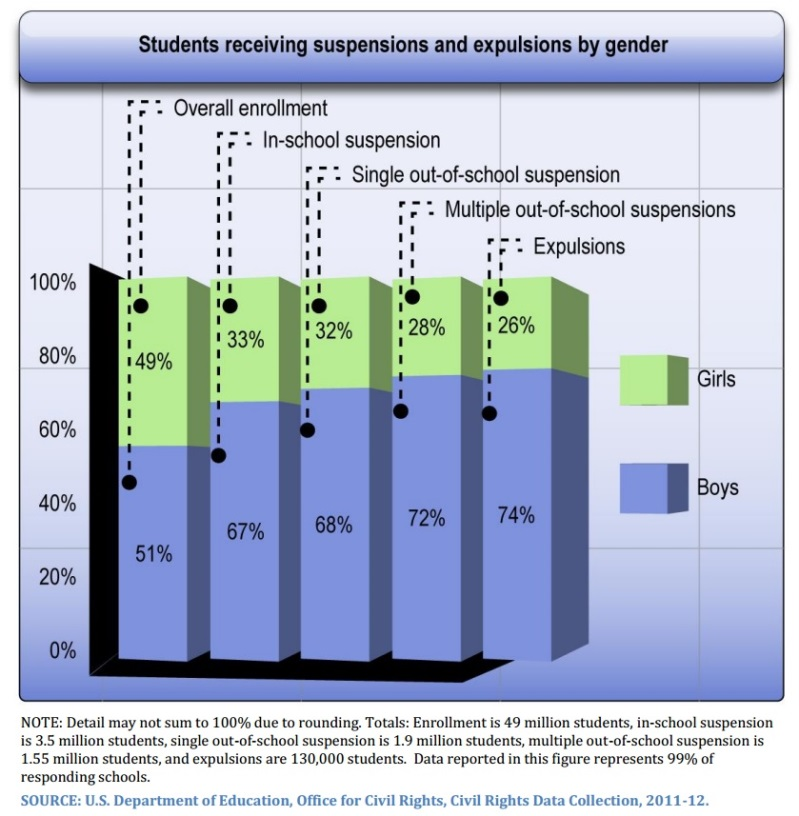 Students receiving suspensions and expulsions by gender
Overall enrollment
In-school suspension
Single out-of-school suspension
Multiple out-of-school suspensions
Expulsions
100%
80%
60%
40%
20%
0%
49%
33%
32%
28%
26%
51%
67%
68%
72%
74%
Girls
Boys
NOTE: Detail may not sum to 100% due to rounding. Totals: Enrollment is 49 million students, in-school suspension
is 3.5 million students, single out-of-school suspension is 1.9 million students, multiple out-of-school suspension is
1.55 million students, and expulsions are 130,000 students. Data reported in this figure represents 99% of
responding schools.
SOURCE: U.S. Department of Education, Office for Civil Rights, Civil Rights Data Collection, 2011-12.